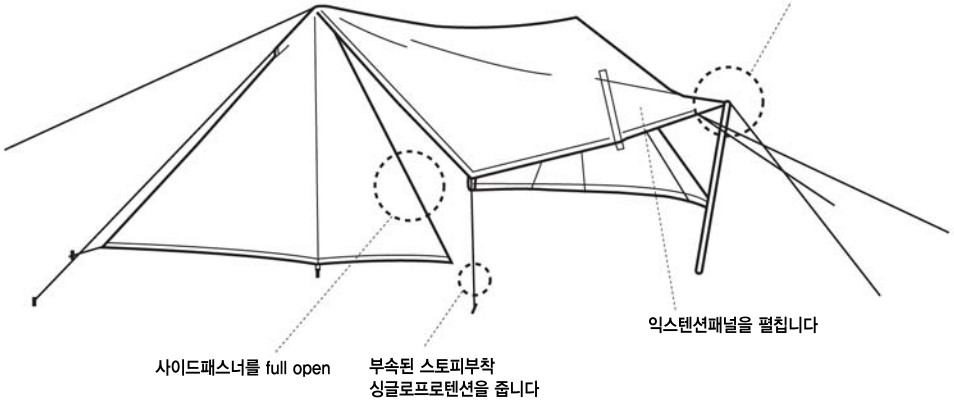 익스텐션패널을 펼칩니다
사이드패스너를 full open
부속된 스토피부착
싱글로프로텐션을 줍니다